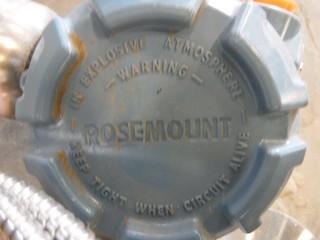 IN EXPLOSIVE ATMOSPHERE
— WARNING —
ROSEMOUNT
KEEP TIGHT WHEN CIRCUIT ALIVE